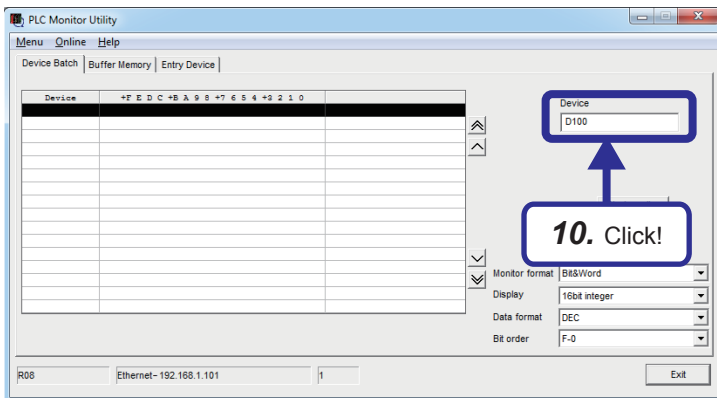 PLC Monitor Utility
Menu Online Help
Device Batch Buffer Memory Entry Device
Device +F E D C +B A 9 8 +7 6 5 4 +3 2 1 0
Device
D100
10. Click!
Monitor format Bit&Word
Display 16bit integer
Data format DEC
Bit order F-0
R08 Ethernet- 192.168.1.101 1 Exit